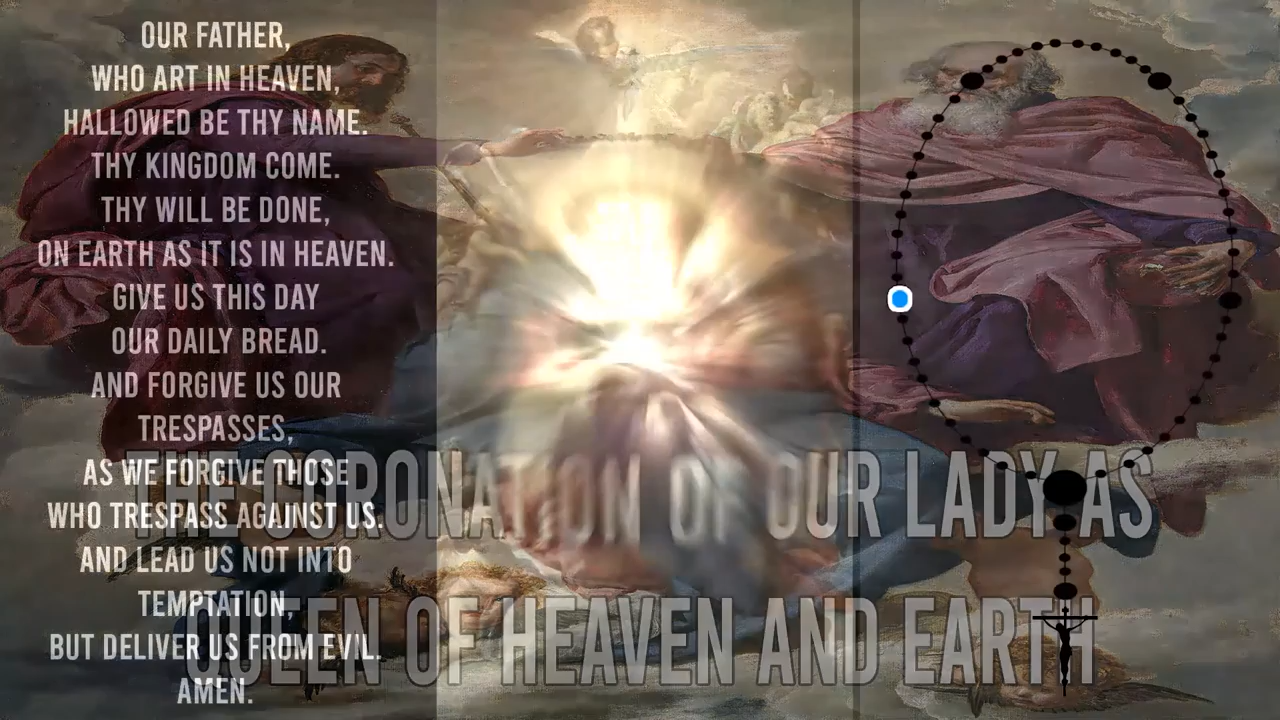 OUR FATHER,
WHO ART IN HEAVEN,
HALLOWED BE THY NAME.
THY KINGDOM COME.
THY WILL BE DONE,
ON EARTH AS IT IS IN HEAVEN.
GIVE US THIS DAY
OUR DAILY BREAD.
AND FORGIVE US OUR
TRESPASSES,
AS WE FORGIVE THOSE
WHO TRESPASS AGAINST US.
AND LEAD US NOT INTO
TEMPTATION,
BUT DELIVER US FROM EVIL.
AMEN.
THE CORONATION OF OUR LADY AS
QUEEN OF HEAVEN AND EARTH